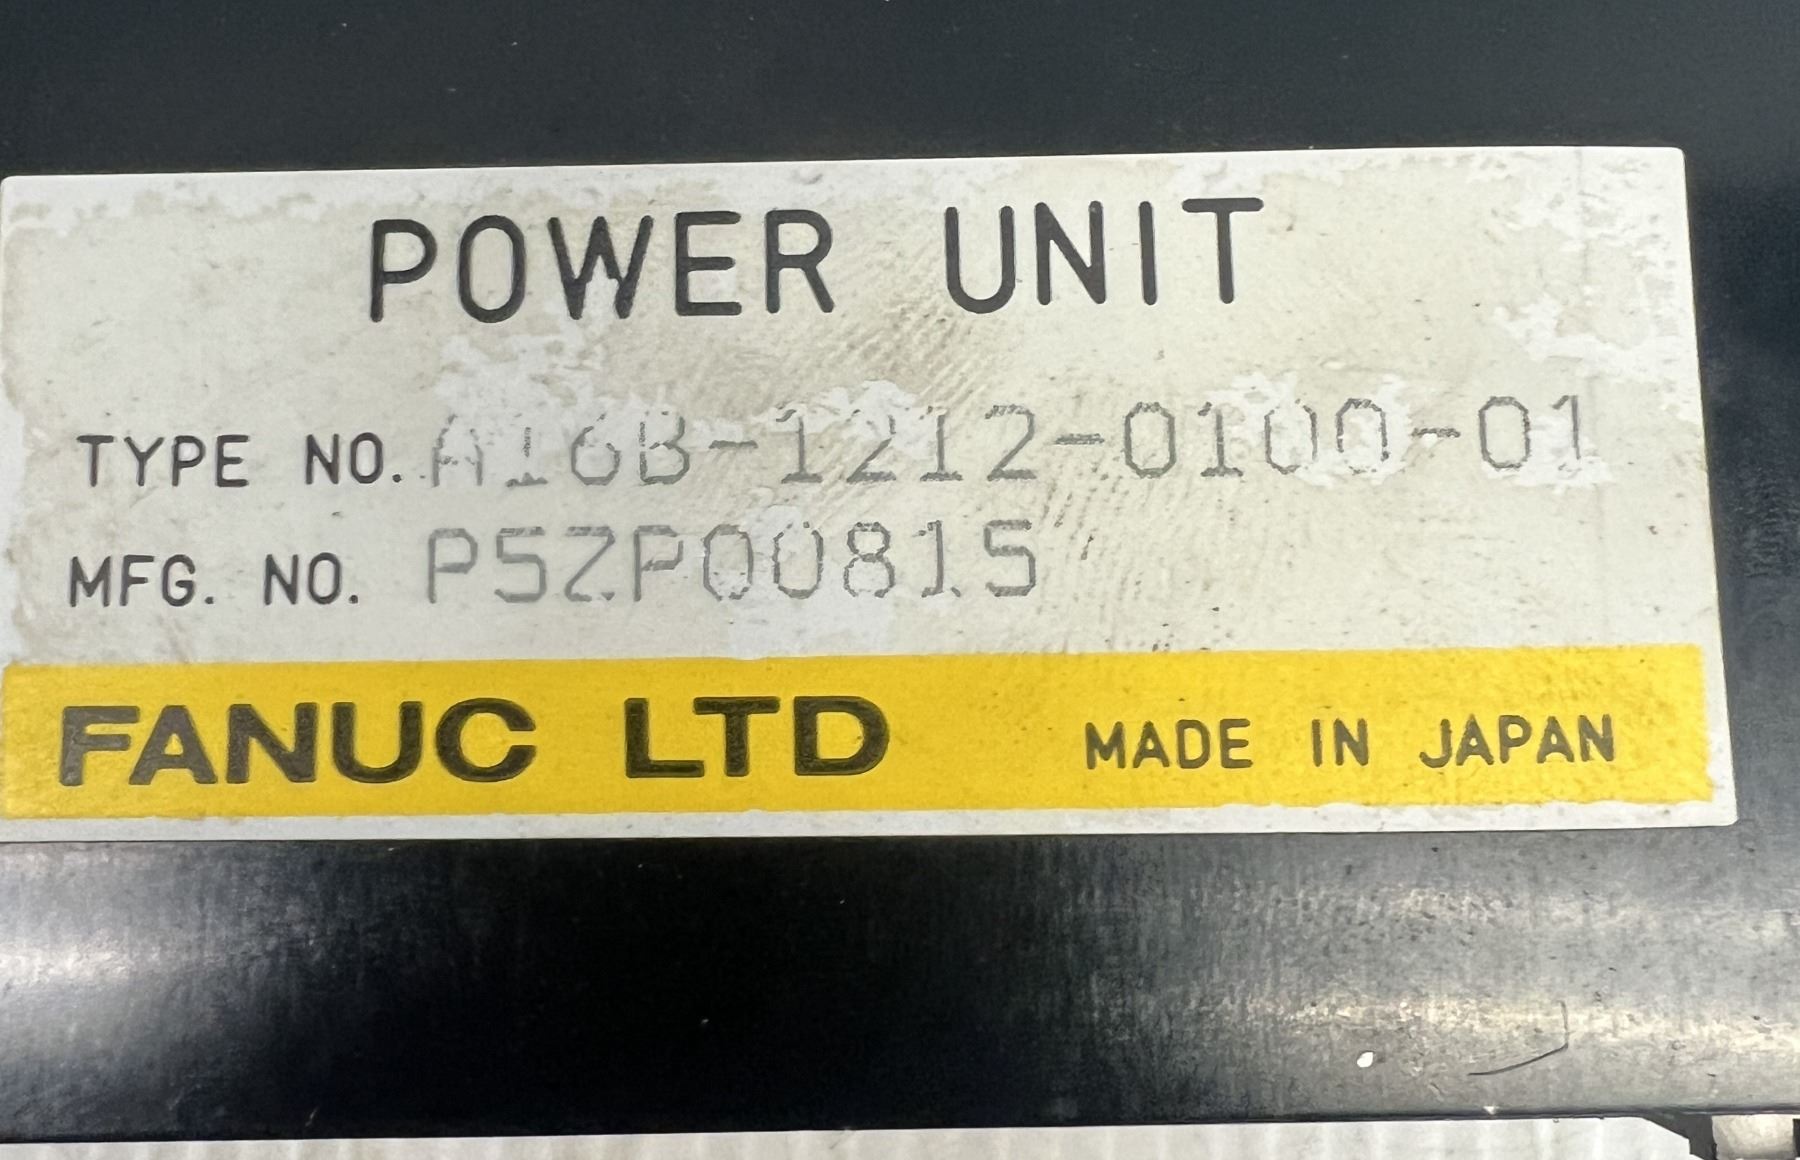 POWER UNIT
TYPE NO. A16B-1212-0100-01
MFG. NO. P5ZP00815
FANUC LTD MADE IN JAPAN